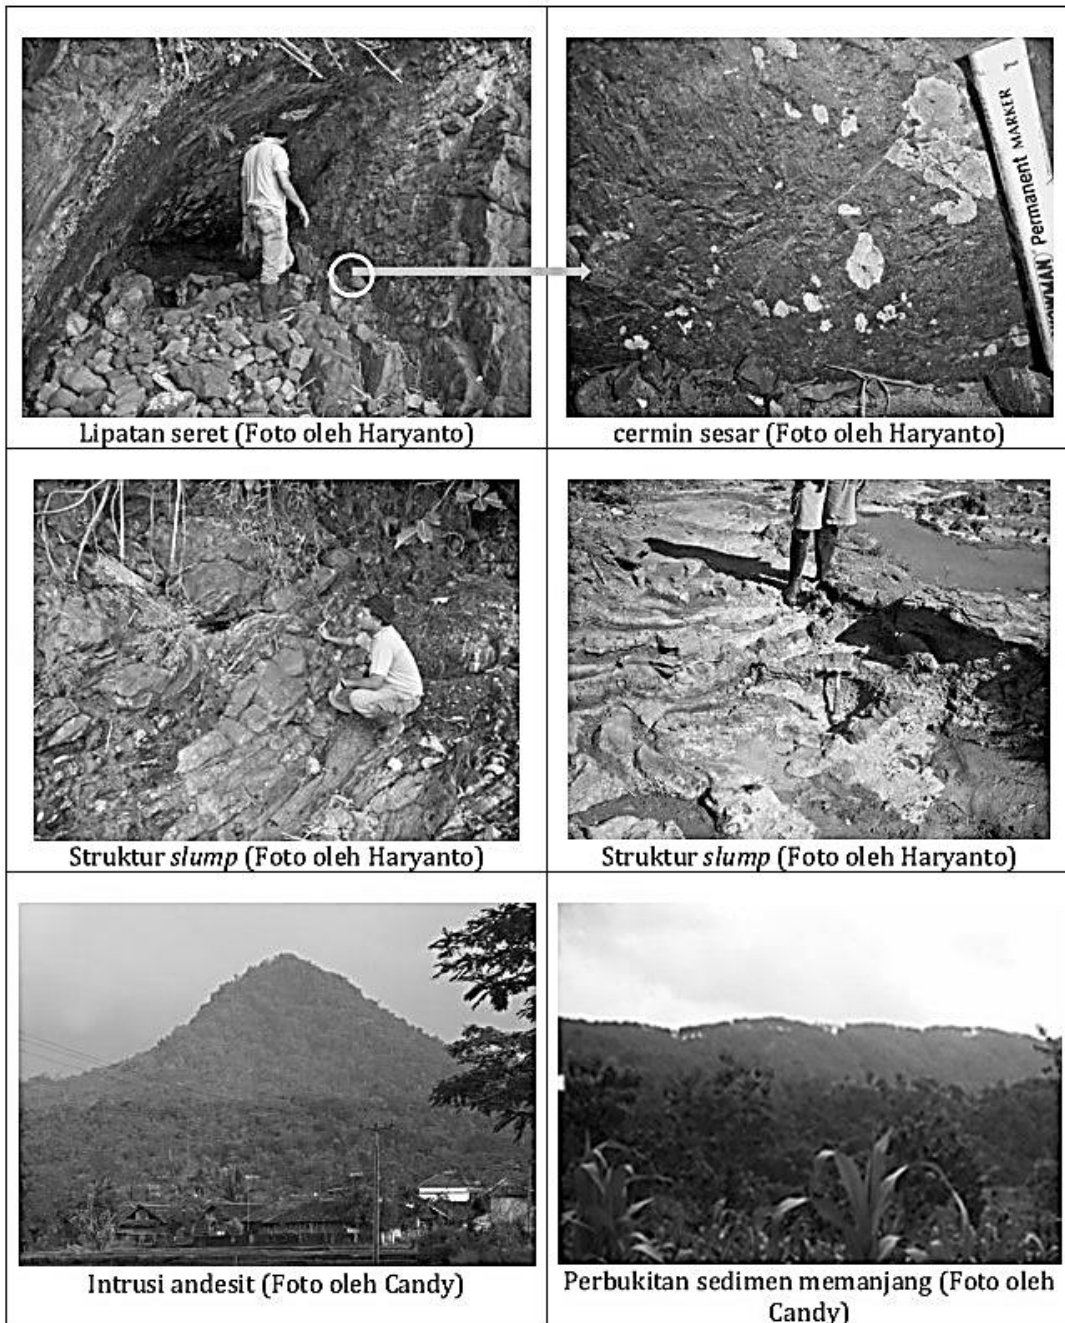 Permanent MARKER
Lipatan seret (Foto oleh Haryanto)
cermin sesar (Foto oleh Haryanto)
Struktur slump (Foto oleh Haryanto)
Struktur slump (Foto oleh Haryanto)
Intrusi andesit (Foto oleh Candy)
Perbukitan sedimen memanjang (Foto oleh
Candy)